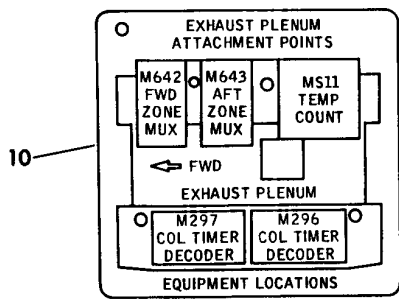 EXHAUST PLENUM
ATTACHMENT POINTS
M642
FWD
ZONE
MUX
M643
AFT
ZONE
MUX
MS11
TEMP
COUNT
10
FWD
EXHAUST PLENUM
M297
COL TIMER
DECODER
M296
COL TIMER
DECODER
EQUIPMENT LOCATIONS